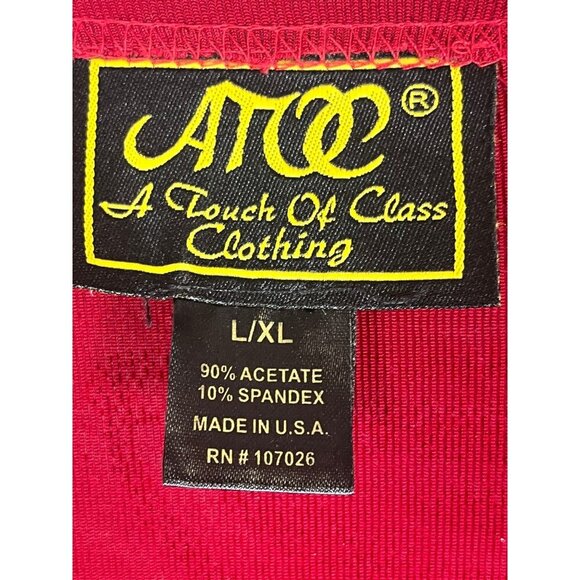 ATOC®
A Touch Of Class
Clothing
L/XL
90% ACETATE
10% SPANDEX
MADE IN U.S.A.
RN # 107026